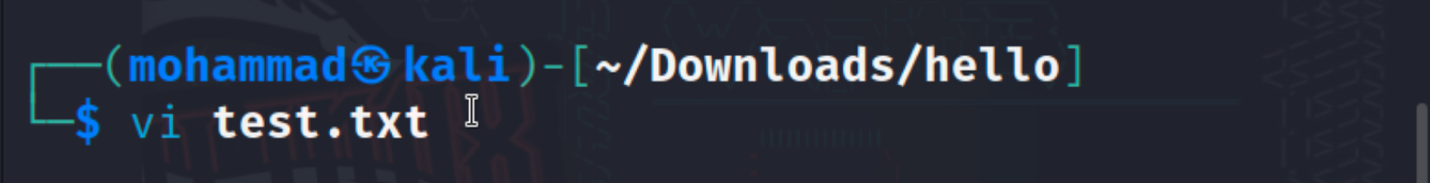 ┌──(mohammad㉿kali)-[~/Downloads/hello]
└─$ vi test.txt